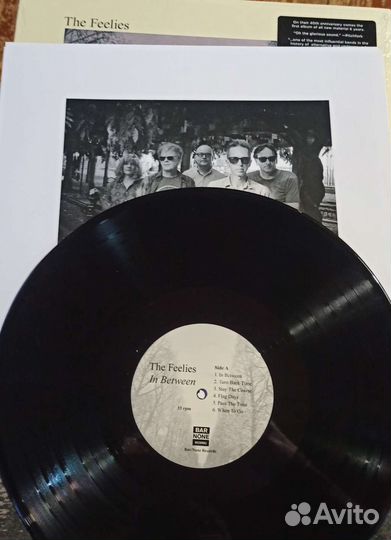 The Feelies
On their 40th anniversary comes the
first album of all new material 6 years.
"Oh the glorious sound." —Pitchfork
"...one of the most influential bands in the
history of alternative and
The Feelies
In Between
33 rpm
Side A
1. In Between
2. Turn Back Time
3. Stay The Course
4. Flag Days
5. Pass The Time
6. When To Go
BAR
NONE
RECORDS
Bar/None Records
Avito